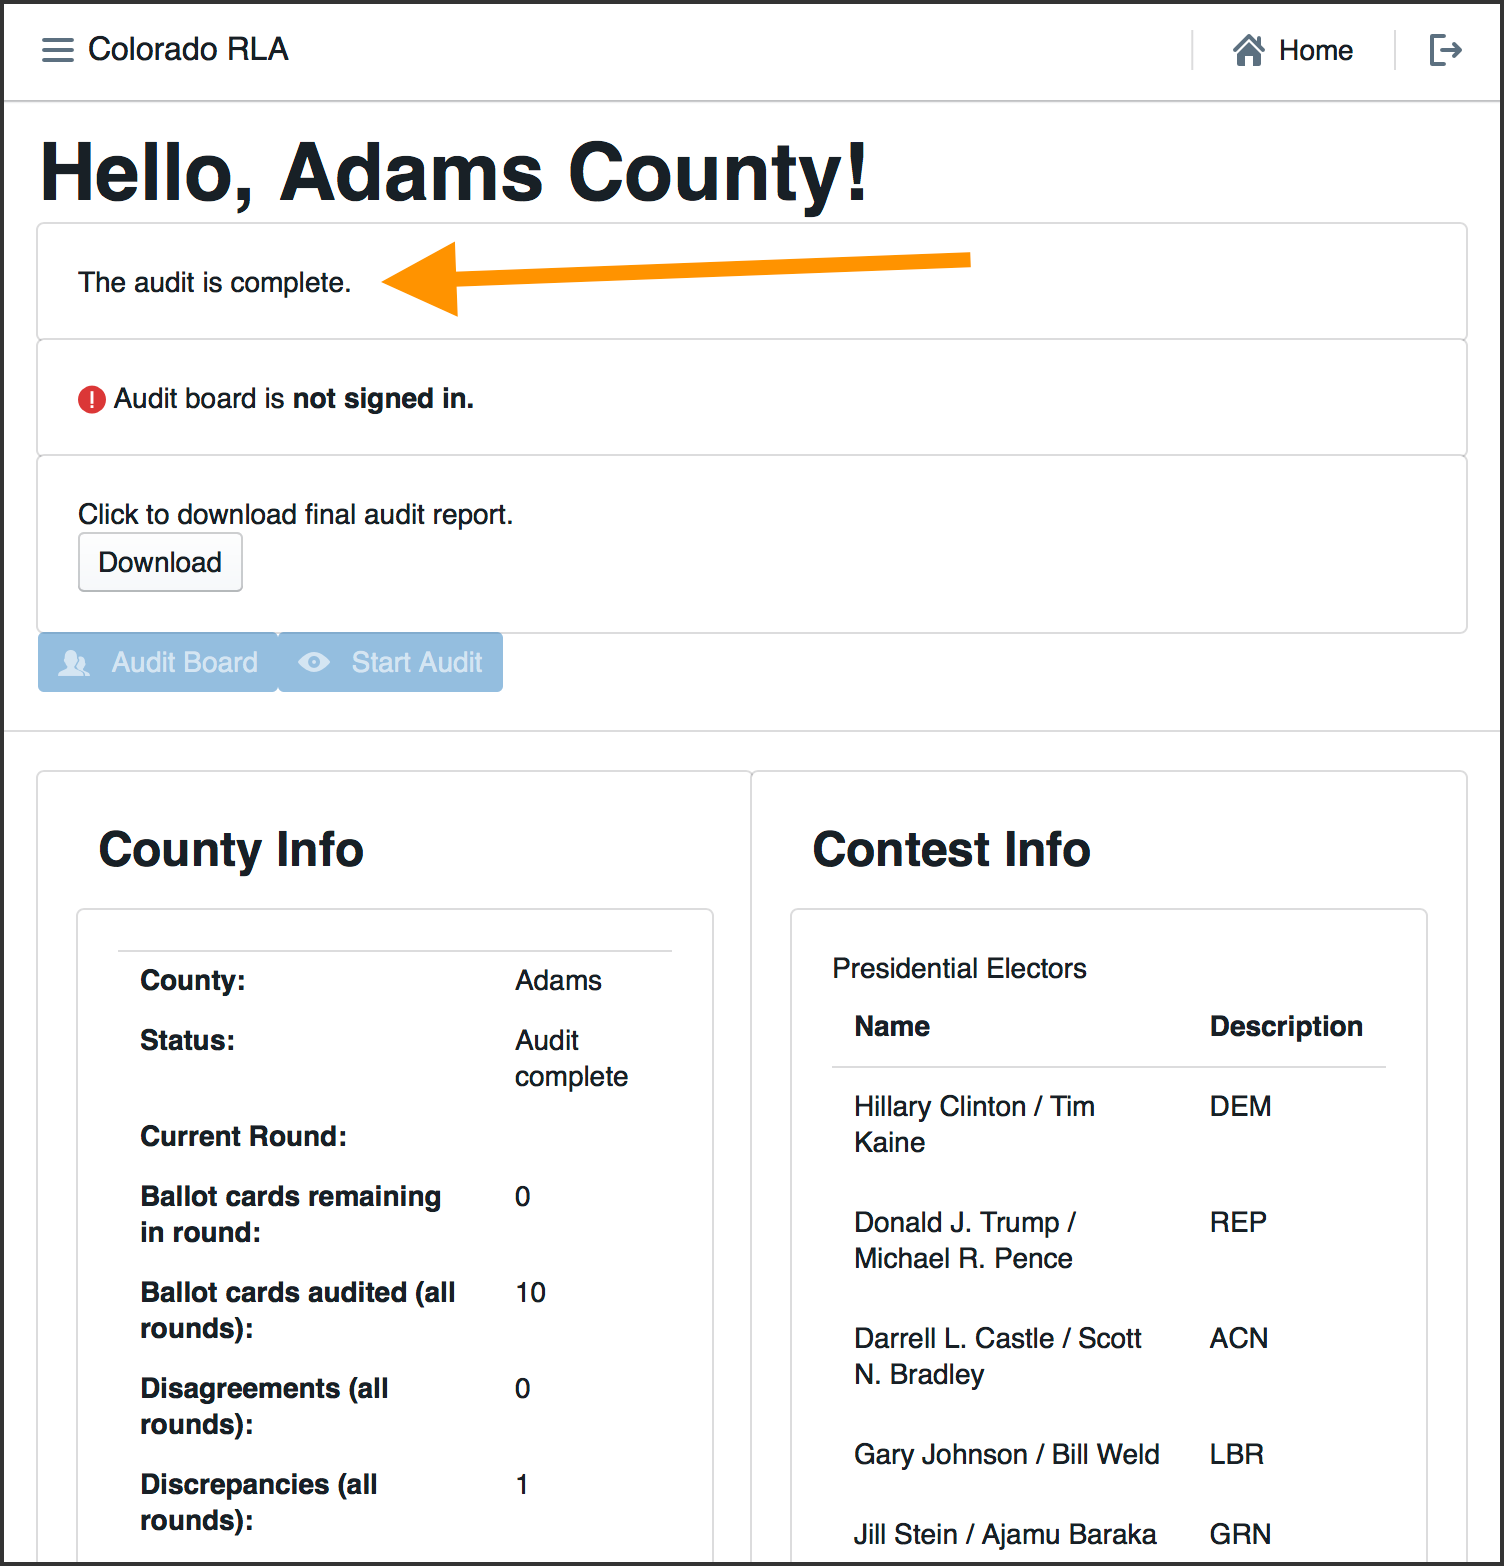 Colorado RLA
Home
Hello, Adams County!
The audit is complete.
Audit board is not signed in.
Click to download final audit report.
Download
Audit Board
Start Audit
County Info
County: Adams
Status: Audit
complete
Current Round:
Ballot cards remaining
in round: 0
Ballot cards audited (all
rounds): 10
Disagreements (all
rounds): 0
Discrepancies (all
rounds): 1
Contest Info
Presidential Electors
Name Description
Hillary Clinton / Tim
Kaine DEM
Donald J. Trump /
Michael R. Pence REP
Darrell L. Castle / Scott
N. Bradley ACN
Gary Johnson / Bill Weld LBR
Jill Stein / Ajamu Baraka GRN